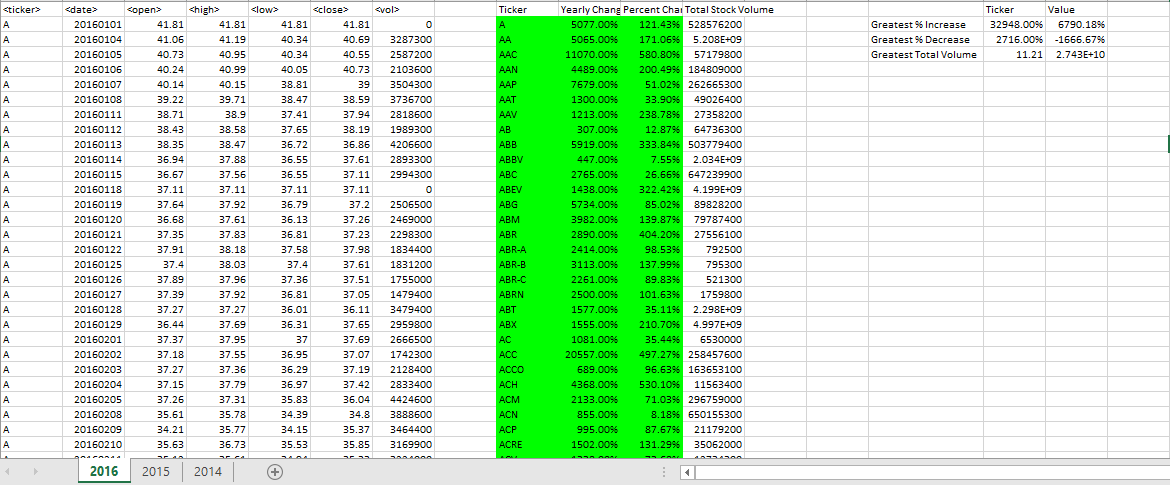 <ticker> <date> <open> <high> <low> <close> <vol> Ticker Yearly Chang Percent Chan Total Stock Volume Ticker Value
A 20160101 41.81 41.81 41.81 41.81 0 A 5077.00% 121.43% 528576200 Greatest % Increase 32948.00% 6790.18%
A 20160104 41.06 41.19 40.34 40.69 3287300 AA 5065.00% 171.06% 5.208E+09 Greatest % Decrease 2716.00% -1666.67%
A 20160105 40.73 40.95 40.34 40.55 2587200 AAC 11070.00% 580.80% 57179800 Greatest Total Volume 11.21 2.743E+10
A 20160106 40.24 40.99 40.05 40.73 2103600 AAN 4489.00% 200.49% 184809000
A 20160107 40.14 40.15 38.81 39 3504300 AAP 7679.00% 51.02% 262665300
A 20160108 39.22 39.71 38.47 38.59 3736700 AAT 1300.00% 33.90% 49026400
A 20160111 38.71 38.9 37.41 37.94 2818600 AAV 1213.00% 238.78% 27358200
A 20160112 38.43 38.58 37.65 38.19 1989300 AB 307.00% 12.87% 64736300
A 20160113 38.35 38.47 36.72 36.86 4206600 ABB 5919.00% 333.84% 503779400
A 20160114 36.94 37.88 36.55 37.61 2893300 ABBV 447.00% 7.55% 2.034E+09
A 20160115 36.67 37.56 36.55 37.11 2994300 ABC 2765.00% 26.66% 647239900
A 20160118 37.11 37.11 37.11 37.11 0 ABEV 1438.00% 322.42% 4.199E+09
A 20160119 37.64 37.92 36.79 37.2 2506500 ABG 5734.00% 85.02% 89828200
A 20160120 36.68 37.61 36.13 37.26 2469000 ABM 3982.00% 139.87% 79787400
A 20160121 37.35 37.83 36.81 37.23 2298300 ABR 2890.00% 404.20% 27556100
A 20160122 37.91 38.18 37.58 37.98 1834400 ABR-A 2414.00% 98.53% 792500
A 20160125 37.4 38.03 37.4 37.61 1831200 ABR-B 3113.00% 137.99% 795300
A 20160126 37.89 37.96 37.36 37.51 1755000 ABR-C 2261.00% 89.83% 521300
A 20160127 37.39 37.92 36.81 37.05 1479400 ABRN 2500.00% 101.63% 1759800
A 20160128 37.27 37.27 36.01 36.11 3479400 ABT 1577.00% 35.11% 2.298E+09
A 20160129 36.44 37.69 36.31 37.65 2959800 ABX 1555.00% 210.70% 4.997E+09
A 20160201 37.37 37.95 37 37.69 2666500 AC 1081.00% 35.44% 6530000
A 20160202 37.18 37.55 36.95 37.07 1742300 ACC 20557.00% 497.27% 258457600
A 20160203 37.27 37.36 36.29 37.19 2128400 ACCO 689.00% 96.63% 163653100
A 20160204 37.15 37.79 36.97 37.42 2833400 ACH 4368.00% 530.10% 11563400
A 20160205 37.26 37.31 35.83 36.04 4424600 ACM 2133.00% 71.03% 296759000
A 20160208 35.61 35.78 34.39 34.8 3888600 ACN 855.00% 8.18% 650155300
A 20160209 34.21 35.77 34.15 35.37 3464400 ACP 995.00% 87.67% 21179200
A 20160210 35.63 36.73 35.53 35.85 3169900 ACRE 1502.00% 131.29% 35062000
2016 2015 2014